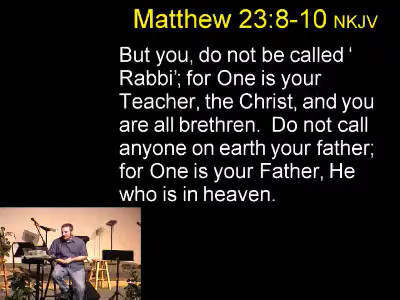 Matthew 23:8-10 NKJV
But you, do not be called ‘
Rabbi’; for One is your
Teacher, the Christ, and you
are all brethren.  Do not call
anyone on earth your father;
for One is your Father, He
who is in heaven.